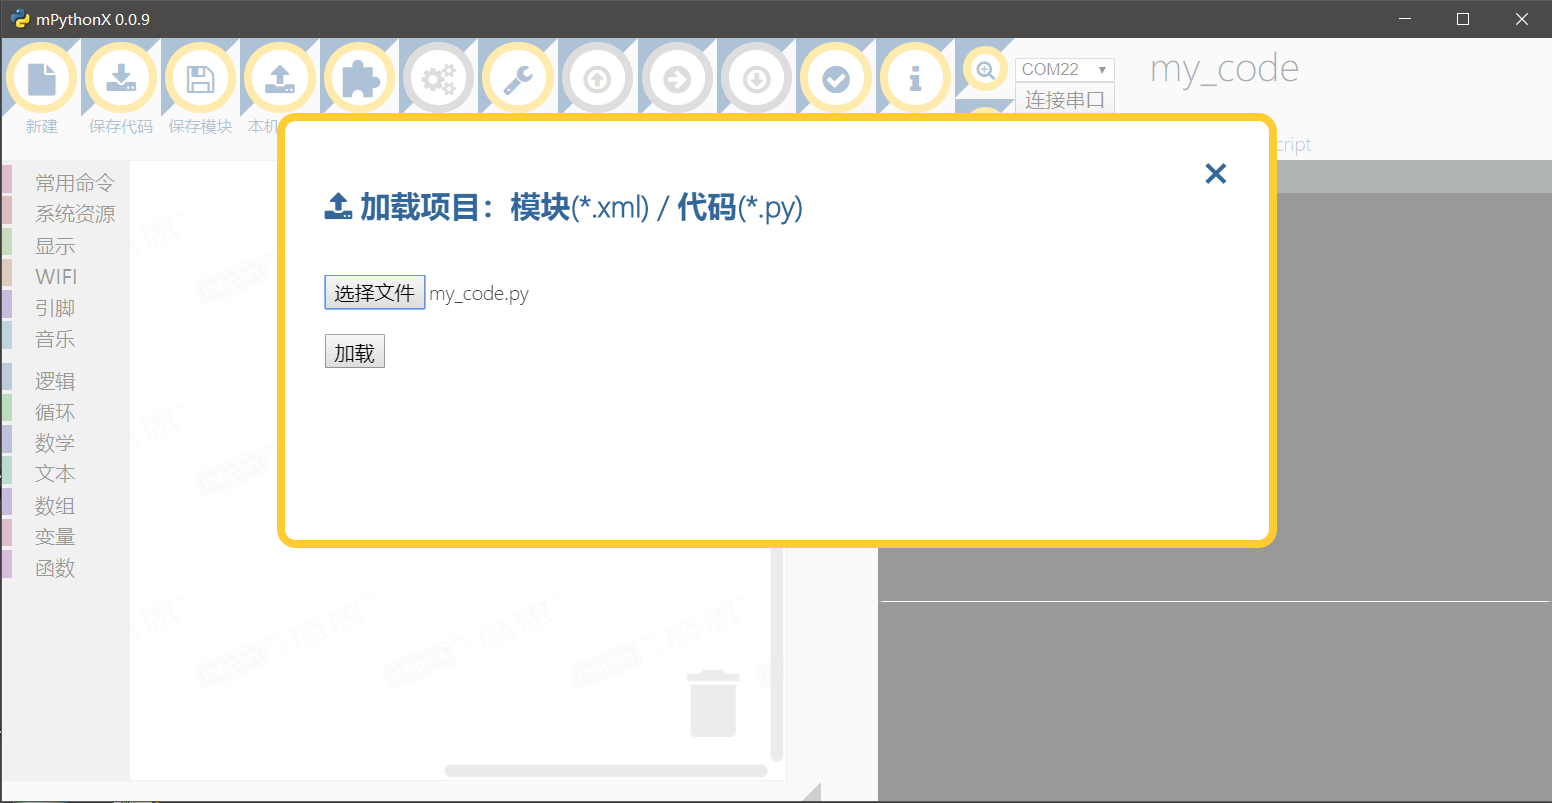 mPythonX 0.0.9
COM22
my_code
连接串口
新建
保存代码
保存模块
本机
cript
加载项目：模块(*.xml) / 代码(*.py)
选择文件 my_code.py
加载
常用命令
系统资源
显示
WIFI
引脚
音乐
逻辑
循环
数学
文本
数组
变量
函数
labplus 盛思